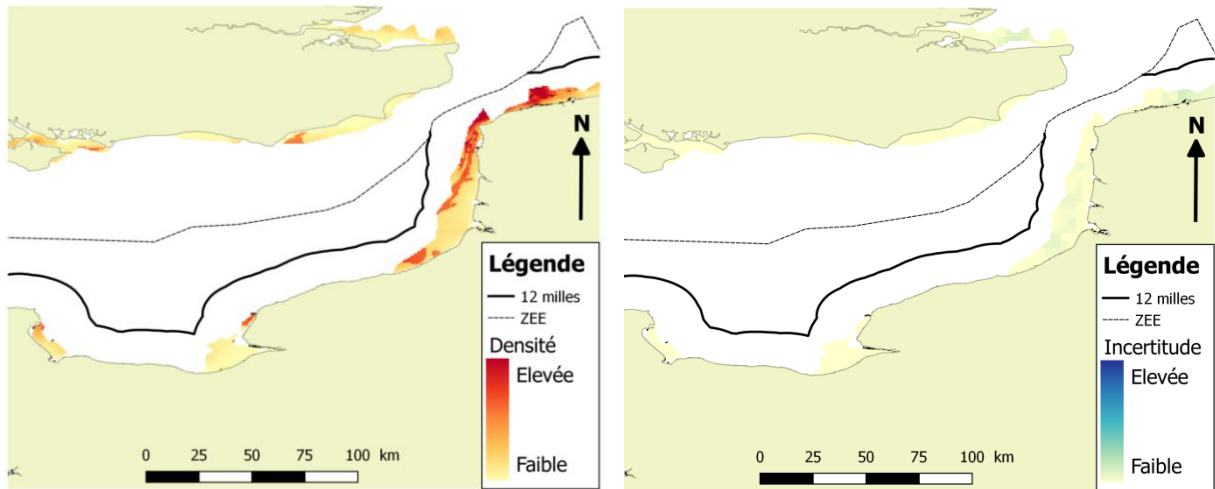 N
Légende
12 milles
ZEE
Densité
Elevée
Faible
0 25 50 75 100 km
N
Légende
12 milles
ZEE
Incertitude
Elevée
Faible
0 25 50 75 100 km